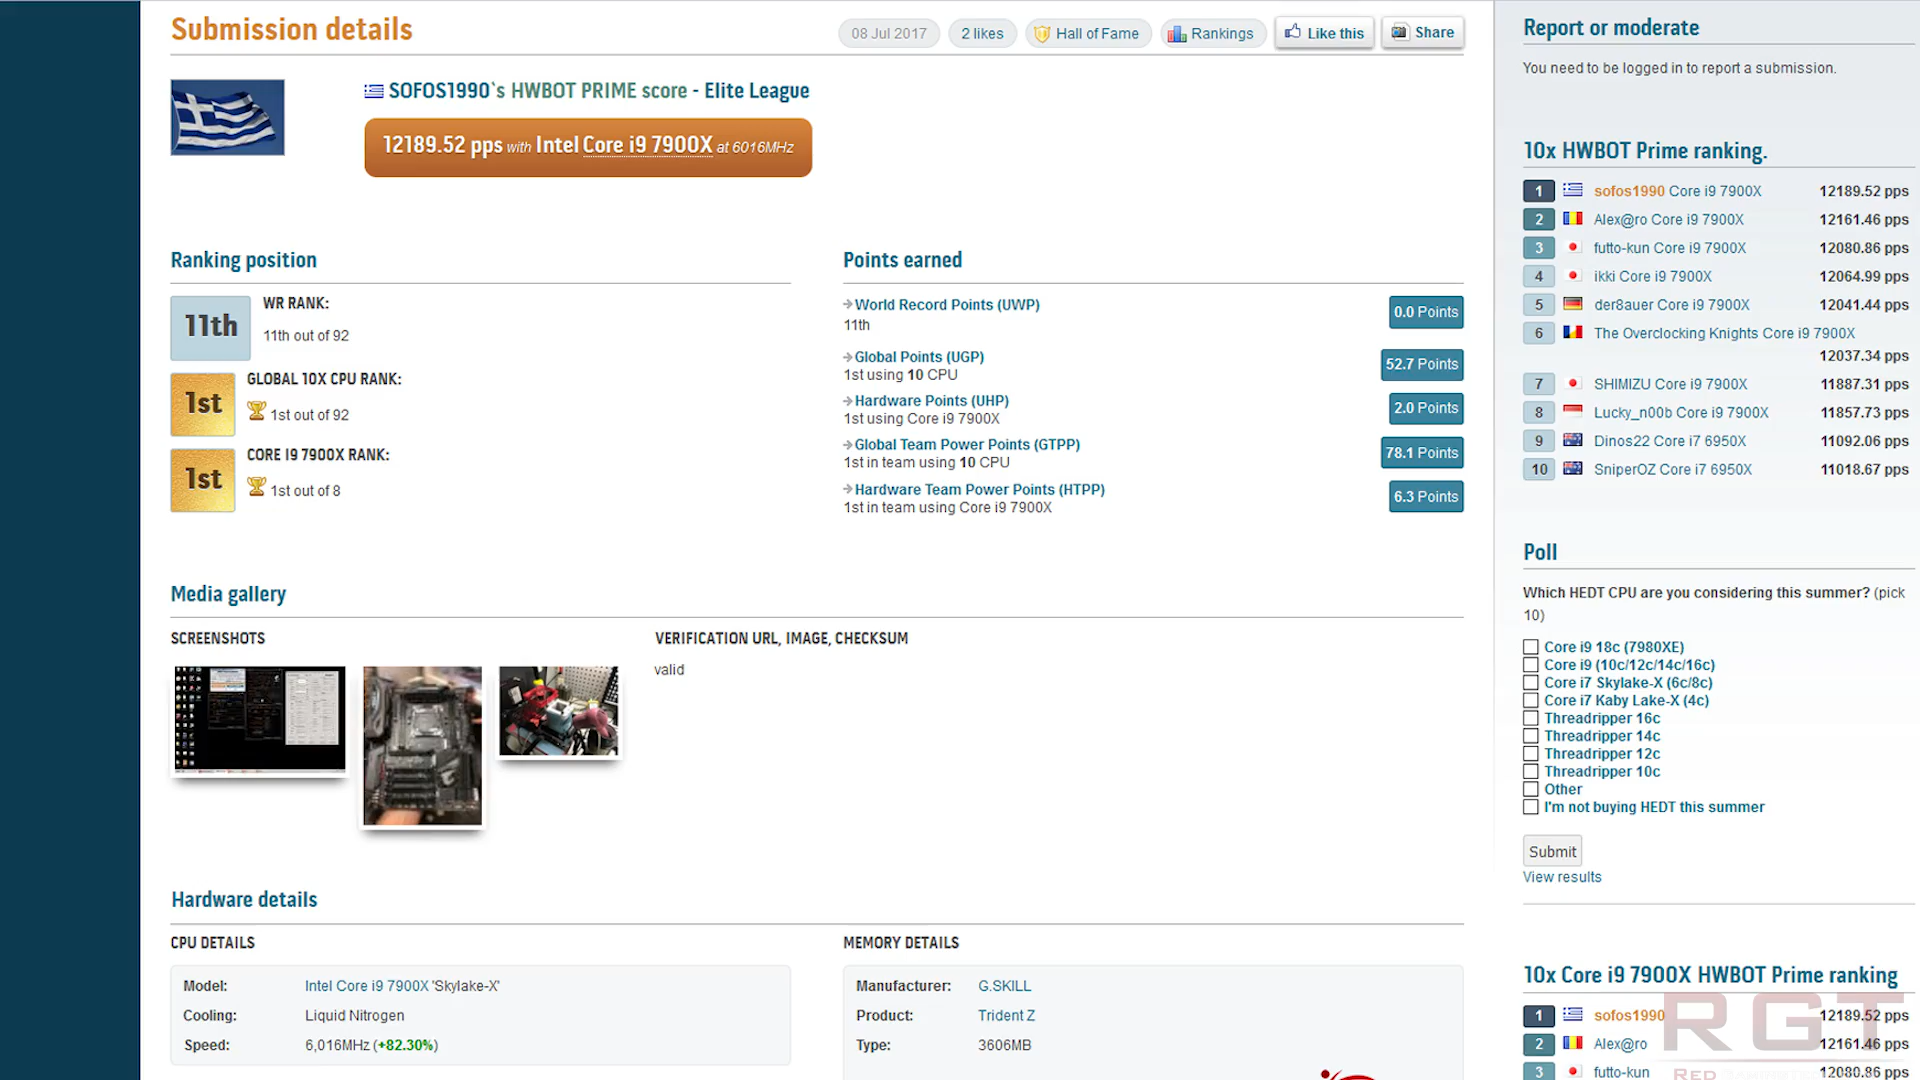 Submission details
08 Jul 2017
2 likes
Hall of Fame
Rankings
Like this
Share
SOFOS1990`s HWBOT PRIME score - Elite League
12189.52 pps with Intel Core i9 7900X at 6016MHz
Ranking position
11th
WR RANK:
11th out of 92
1st
GLOBAL 10X CPU RANK:
1st out of 92
1st
CORE I9 7900X RANK:
1st out of 8
Points earned
World Record Points (UWP)
11th
0.0 Points
Global Points (UGP)
1st using 10 CPU
52.7 Points
Hardware Points (UHP)
1st using Core i9 7900X
2.0 Points
Global Team Power Points (GTPP)
1st in team using 10 CPU
78.1 Points
Hardware Team Power Points (HTPP)
1st in team using Core i9 7900X
6.3 Points
Media gallery
SCREENSHOTS
VERIFICATION URL, IMAGE, CHECKSUM
valid
Hardware details
CPU DETAILS
Model: Intel Core i9 7900X 'Skylake-X'
Cooling: Liquid Nitrogen
Speed: 6,016MHz (+82.30%)
MEMORY DETAILS
Manufacturer: G.SKILL
Product: Trident Z
Type: 3606MB
Report or moderate
You need to be logged in to report a submission.
10x HWBOT Prime ranking.
1 sofos1990 Core i9 7900X 12189.52 pps
2 Alex@ro Core i9 7900X 12161.46 pps
3 futto-kun Core i9 7900X 12080.86 pps
4 ikki Core i9 7900X 12064.99 pps
5 der8auer Core i9 7900X 12041.44 pps
6 The Overclocking Knights Core i9 7900X
12037.34 pps
7 SHIMIZU Core i9 7900X 11887.31 pps
8 Lucky_n00b Core i9 7900X 11857.73 pps
9 Dinos22 Core i7 6950X 11092.06 pps
10 SniperOZ Core i7 6950X 11018.67 pps
Poll
Which HEDT CPU are you considering this summer? (pick
10)
Core i9 18c (7980XE)
Core i9 (10c/12c/14c/16c)
Core i7 Skylake-X (6c/8c)
Core i7 Kaby Lake-X (4c)
Threadripper 16c
Threadripper 14c
Threadripper 12c
Threadripper 10c
Other
I'm not buying HEDT this summer
Submit
View results
10x Core i9 7900X HWBOT Prime ranking
1 sofos1990 12189.52 pps
2 Alex@ro 12161.46 pps
3 futto-kun 12080.86 pps
RGT
RED